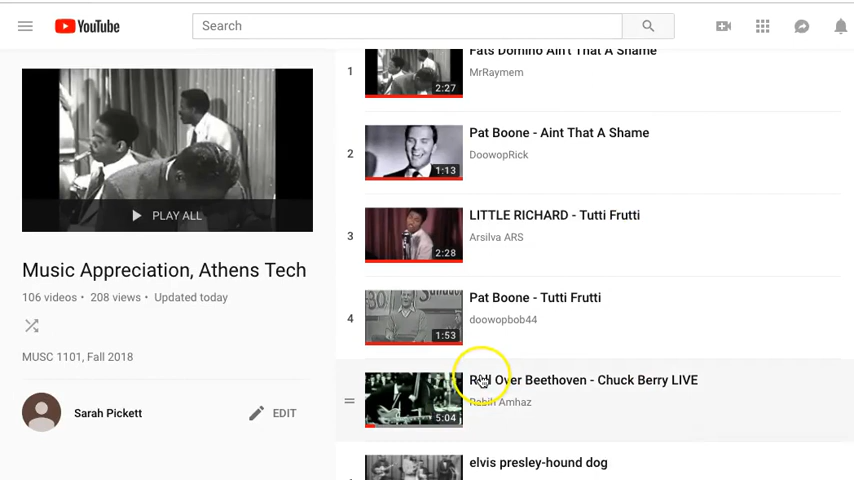 YouTube
Search
PLAY ALL
Music Appreciation, Athens Tech
106 videos • 208 views • Updated today
MUSC 1101, Fall 2018
Sarah Pickett
EDIT
1
2:27
Fats Domino Ain't That A Shame
MrRaymem
2
1:13
Pat Boone - Aint That A Shame
DoowopRick
3
2:28
LITTLE RICHARD - Tutti Frutti
Arsilva ARS
4
1:53
Pat Boone - Tutti Frutti
doowopbob44
5:04
Roll Over Beethoven - Chuck Berry LIVE
Rabih Amhaz
elvis presley-hound dog